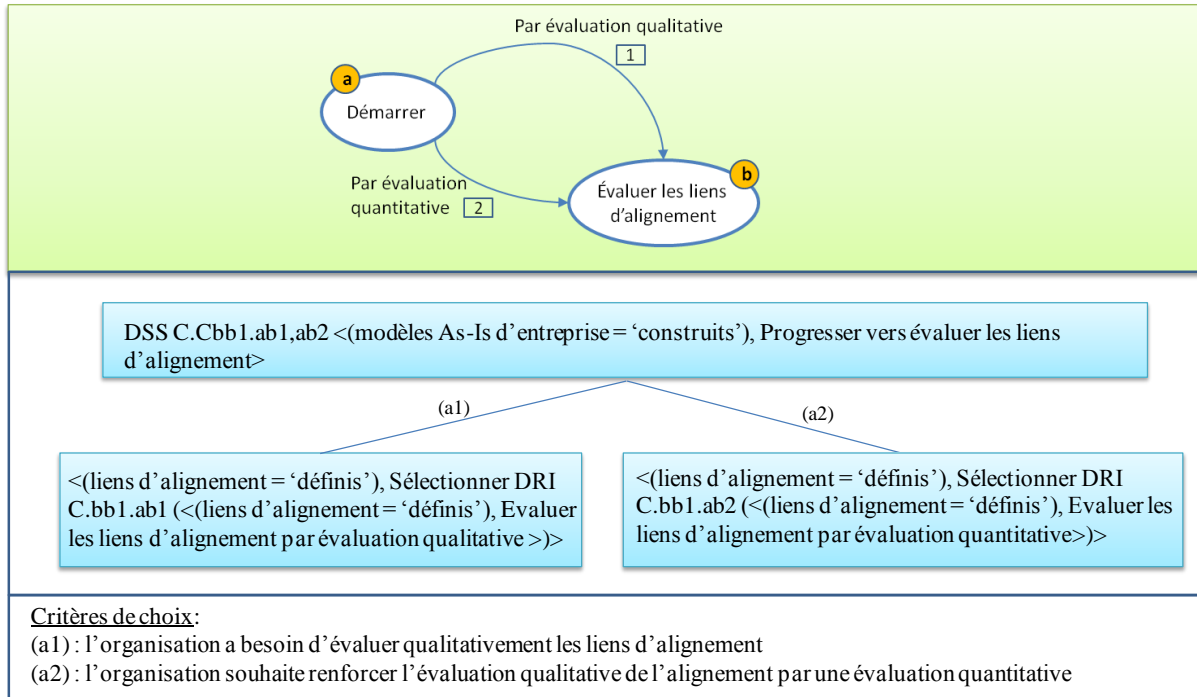 Par évaluation qualitative
1
a
Démarrer
b
Par évaluation
quantitative 2
Évaluer les liens
d'alignement
DSS C.Cbb1.ab1,ab2 <(modèles As-Is d'entreprise = 'construits'), Progresser vers évaluer les liens
d'alignement>
(a1)
(a2)
<(liens d'alignement = 'définis'), Sélectionner DRI
C.bb1.ab1 (<(liens d'alignement = 'définis'), Evaluer
les liens d'alignement par évaluation qualitative >)>
<(liens d'alignement = 'définis'), Sélectionner DRI
C.bb1.ab2 (<(liens d'alignement = 'définis'), Evaluer les
liens d'alignement par évaluation quantitative>)>
Critères de choix:
(a1) : l'organisation a besoin d'évaluer qualitativement les liens d'alignement
(a2) : l'organisation souhaite renforcer l'évaluation qualitative de l'alignement par une évaluation quantitative